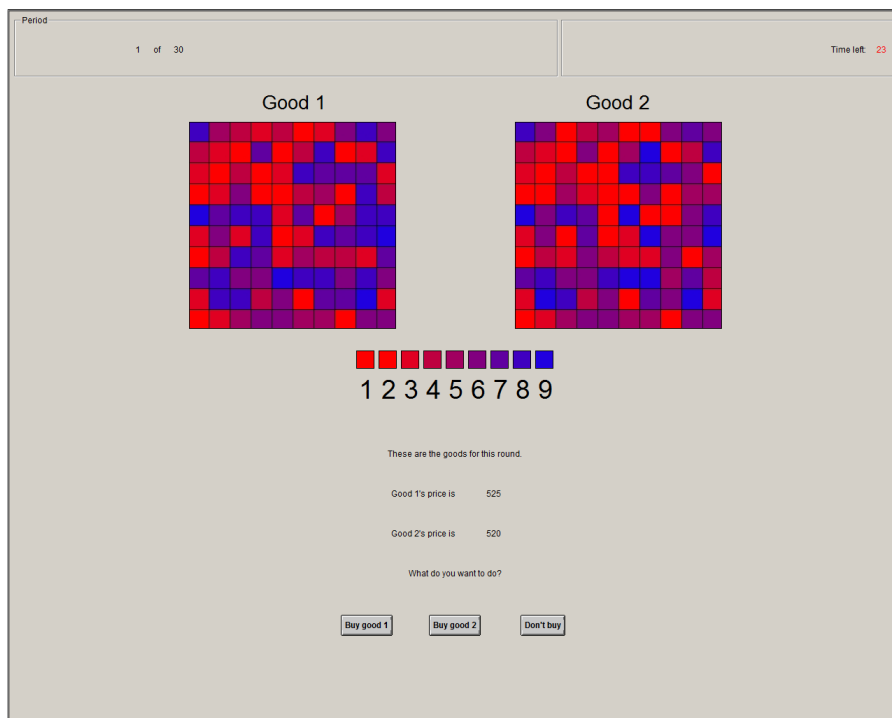 Period
1 of 30
Time left: 23
Good 1
Good 2
1 2 3 4 5 6 7 8 9
These are the goods for this round.
Good 1's price is 525
Good 2's price is 520
What do you want to do?
Buy good 1
Buy good 2
Don't buy